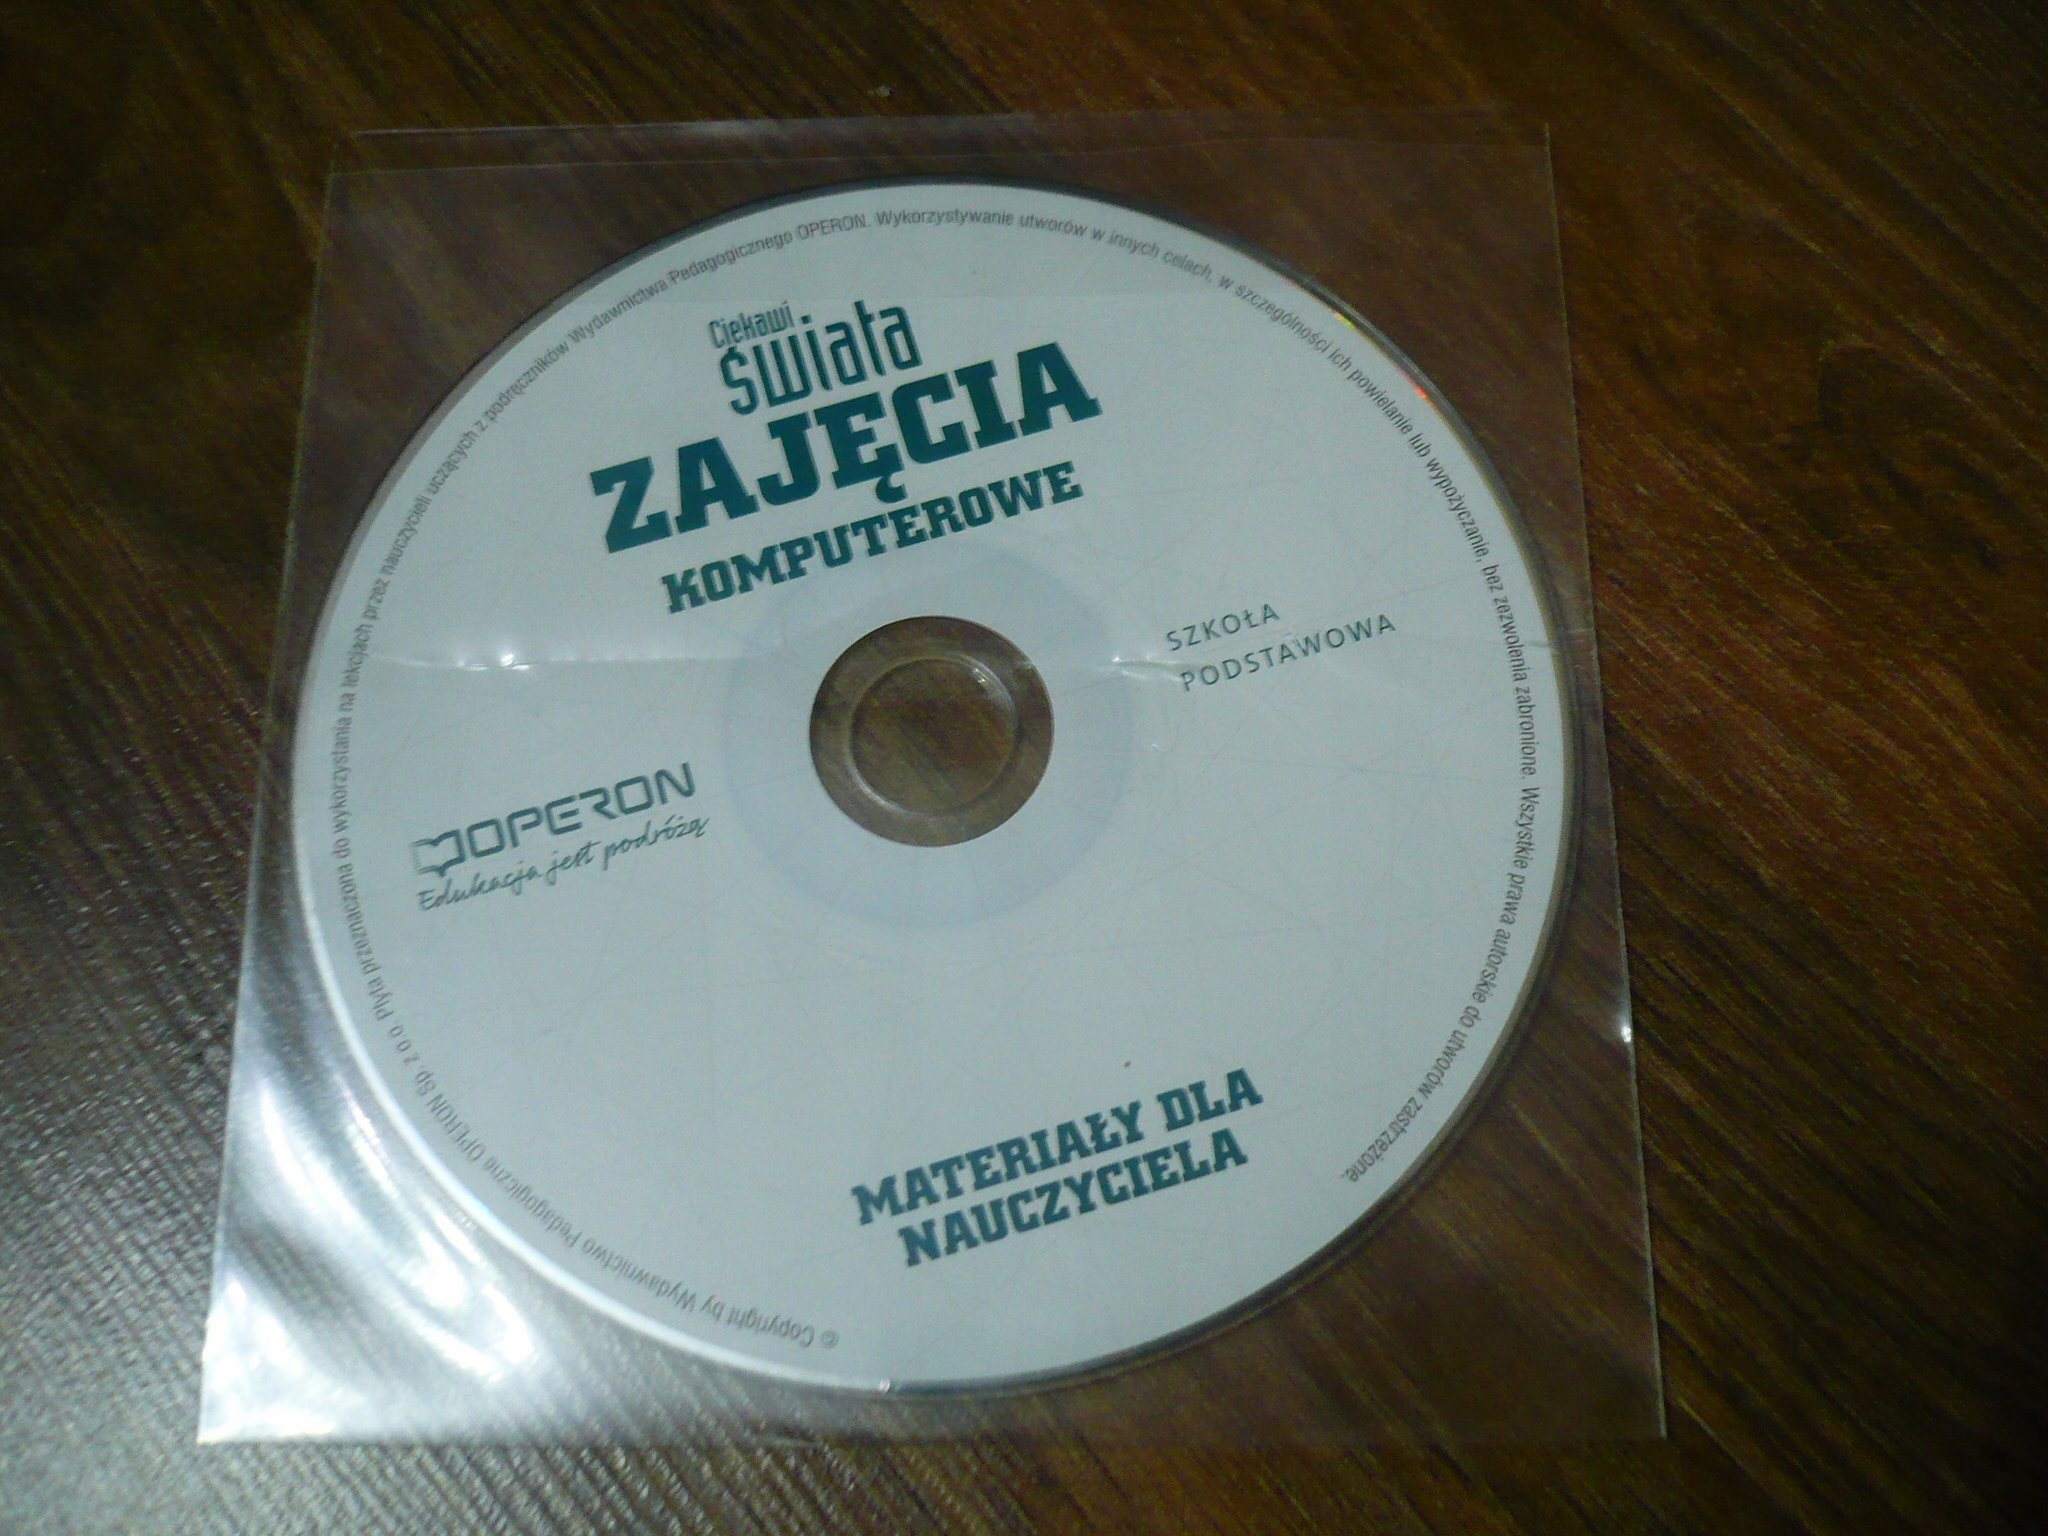 Ciekawi
świata
ZAJĘCIA
KOMPUTEROWE
SZKOŁA
PODSTAWOWA
OPERON
Edukacja jest podróżą
MATERIAŁY DLA
NAUCZYCIELA
© Copyright by Wydawnictwo Pedagogiczne OPERON Sp. z o.o. Płyta przeznaczona do wykorzystania na lekcjach przez nauczycieli uczących z podręczników Wydawnictwa Pedagogicznego OPERON. Wykorzystywanie utworów w innych celach, w szczególności ich powielanie lub wypożyczanie, bez zezwolenia zabronione. Wszystkie prawa autorskie do utworów zastrzeżone.